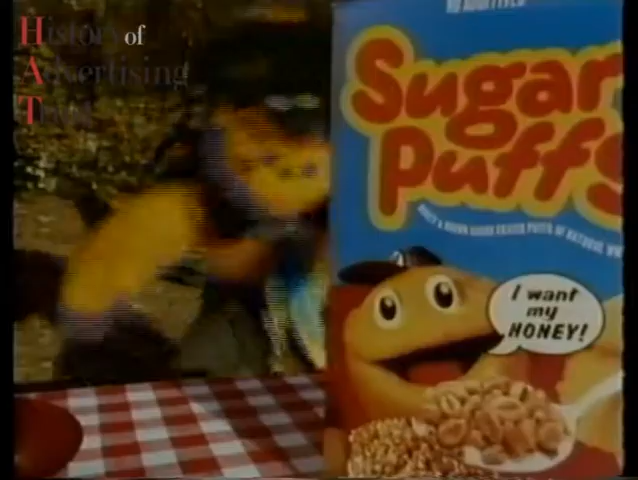 History of
Advertising
Trust
Sugar
Puffs
I want
my
HONEY!